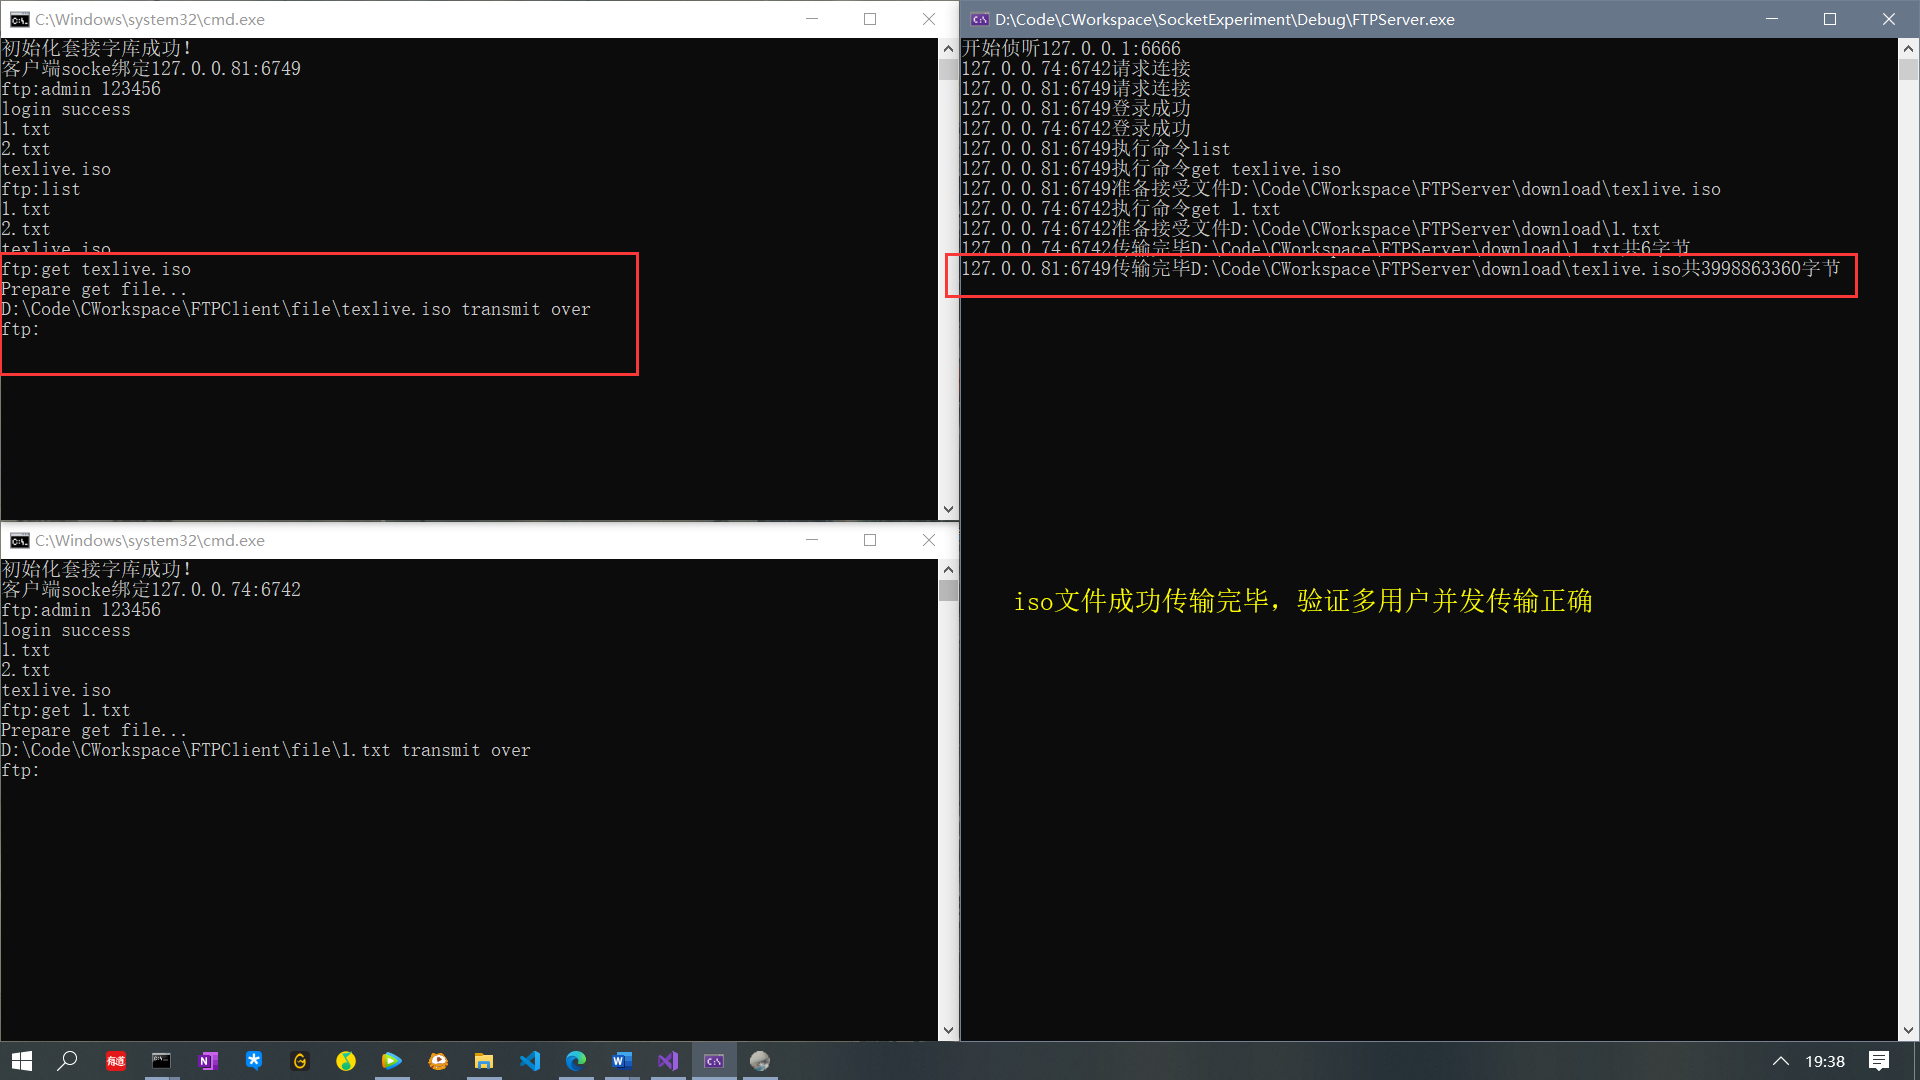 C:\Windows\system32\cmd.exe
初始化套接字库成功！
客户端socke绑定127.0.0.81:6749
ftp:admin 123456
login success
1.txt
2.txt
texlive.iso
ftp:list
1.txt
2.txt
texlive.iso
ftp:get texlive.iso
Prepare get file...
D:\Code\CWorkspace\FTPClient\file\texlive.iso transmit over
ftp:
C:\Windows\system32\cmd.exe
初始化套接字库成功！
客户端socke绑定127.0.0.74:6742
ftp:admin 123456
login success
1.txt
2.txt
texlive.iso
ftp:get 1.txt
Prepare get file...
D:\Code\CWorkspace\FTPClient\file\1.txt transmit over
ftp:
D:\Code\CWorkspace\SocketExperiment\Debug\FTPServer.exe
开始侦听127.0.0.1:6666
127.0.0.74:6742请求连接
127.0.0.81:6749请求连接
127.0.0.81:6749登录成功
127.0.0.74:6742登录成功
127.0.0.81:6749执行命令list
127.0.0.81:6749执行命令get texlive.iso
127.0.0.81:6749准备接受文件D:\Code\CWorkspace\FTPServer\download\texlive.iso
127.0.0.74:6742执行命令get 1.txt
127.0.0.74:6742准备接受文件D:\Code\CWorkspace\FTPServer\download\1.txt
127.0.0.74:6742传输完毕D:\Code\CWorkspace\FTPServer\download\1.txt共6字节
127.0.0.81:6749传输完毕D:\Code\CWorkspace\FTPServer\download\texlive.iso共3998863360字节
iso文件成功传输完毕，验证多用户并发传输正确
有道
19:38